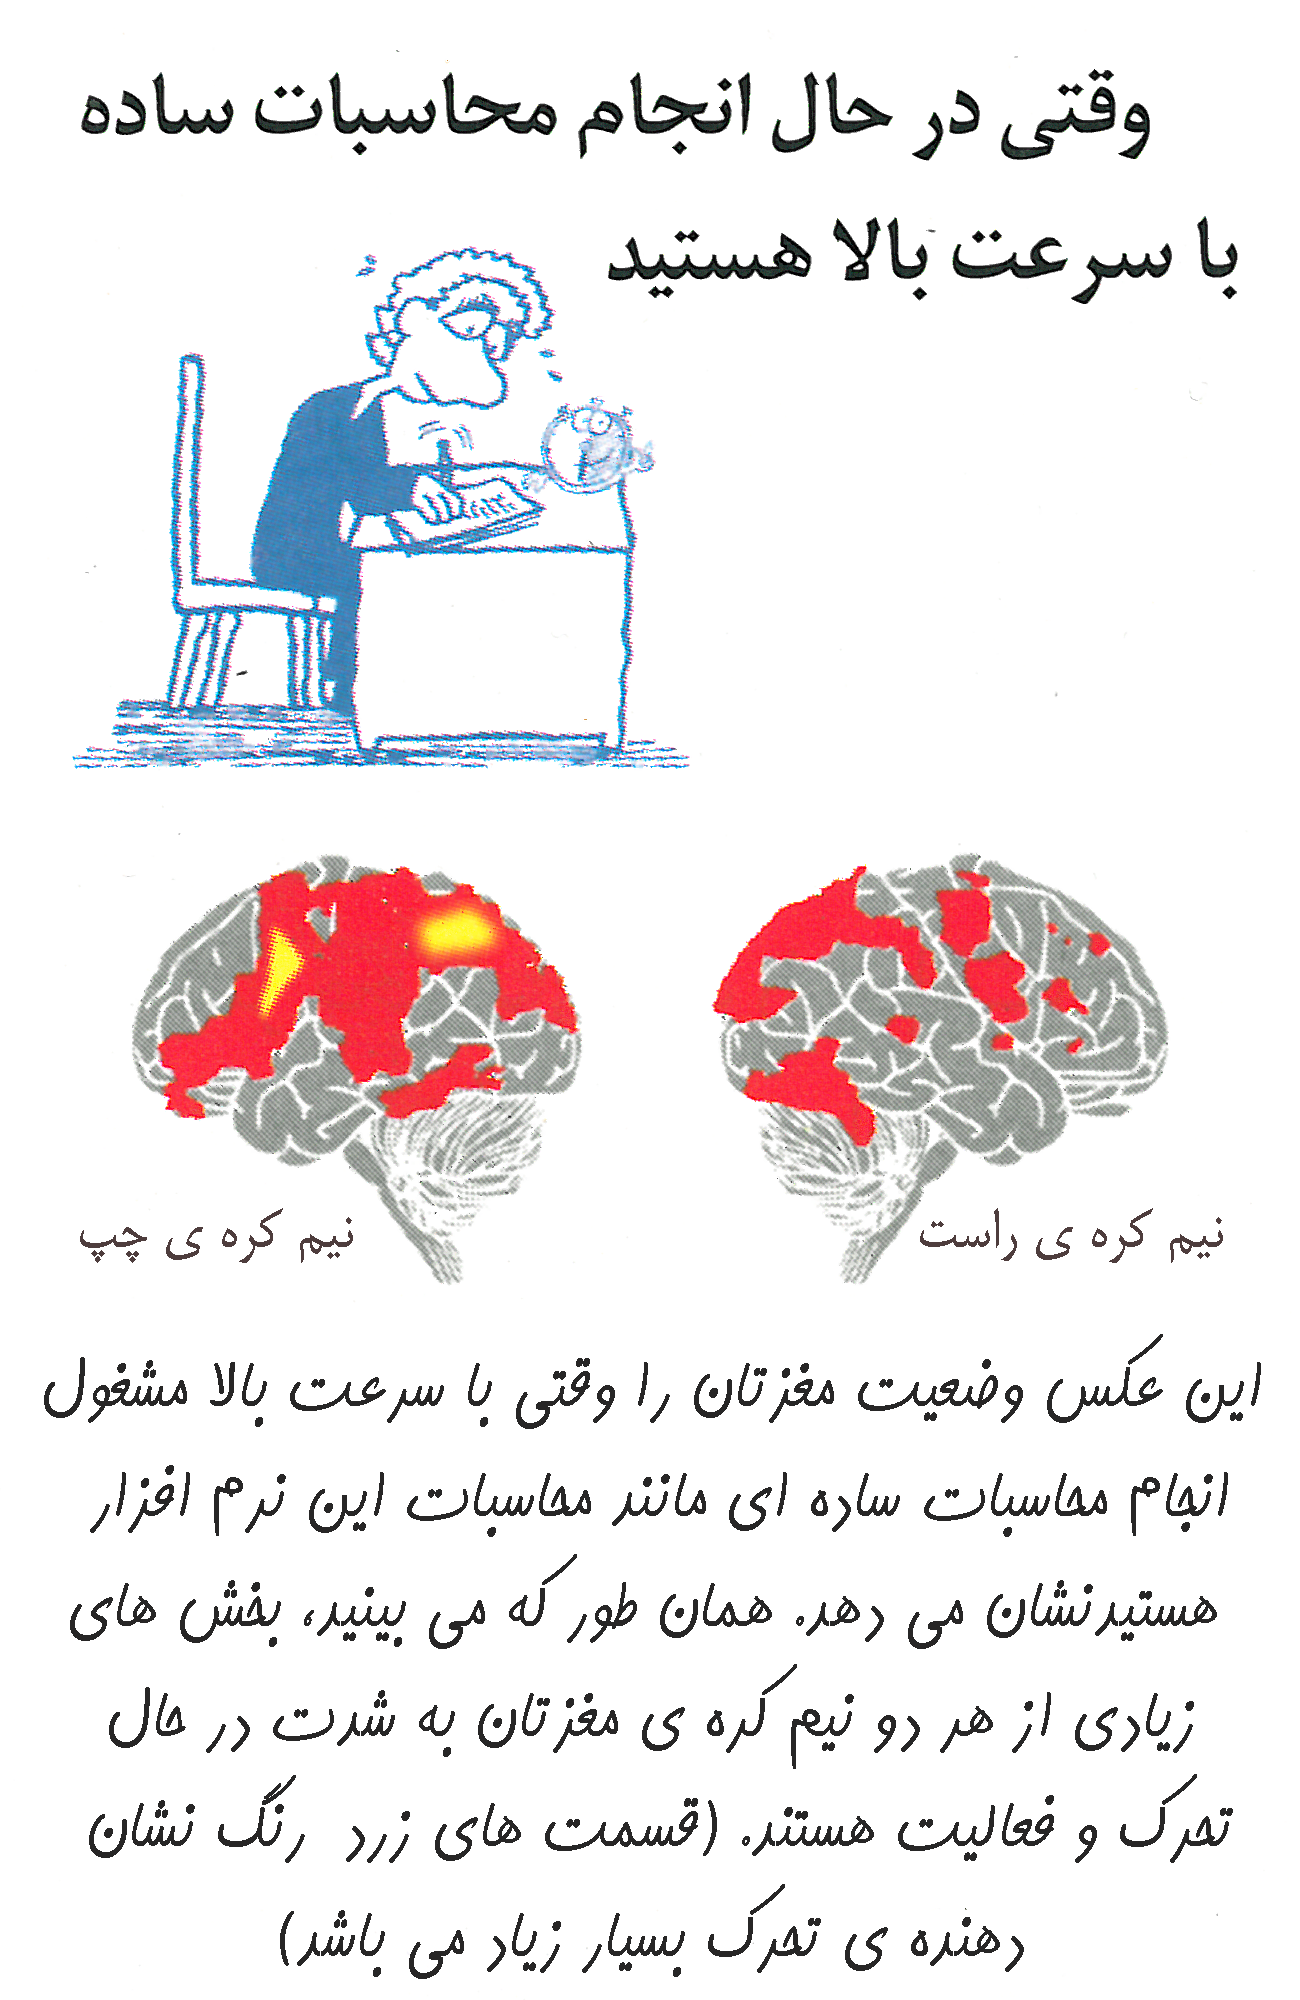 وقتی در حال انجام محاسبات ساده
با سرعت بالا هستید
نیم کره ی راست
نیم کره ی چپ
این عکس وضعیت مغزتان را وقتی با سرعت بالا مشغول
انجام محاسبات ساده ای مانند محاسبات این نرم افزار
هستیدنشان می دهد. همان طور که می بینید، بخش های
زیادی از هر دو نیم کره ی مغزتان به شدت در حال
تحرک و فعالیت هستند. (قسمت های زرد رنگ نشان
دهنده ی تحرک بسیار زیاد می باشد)